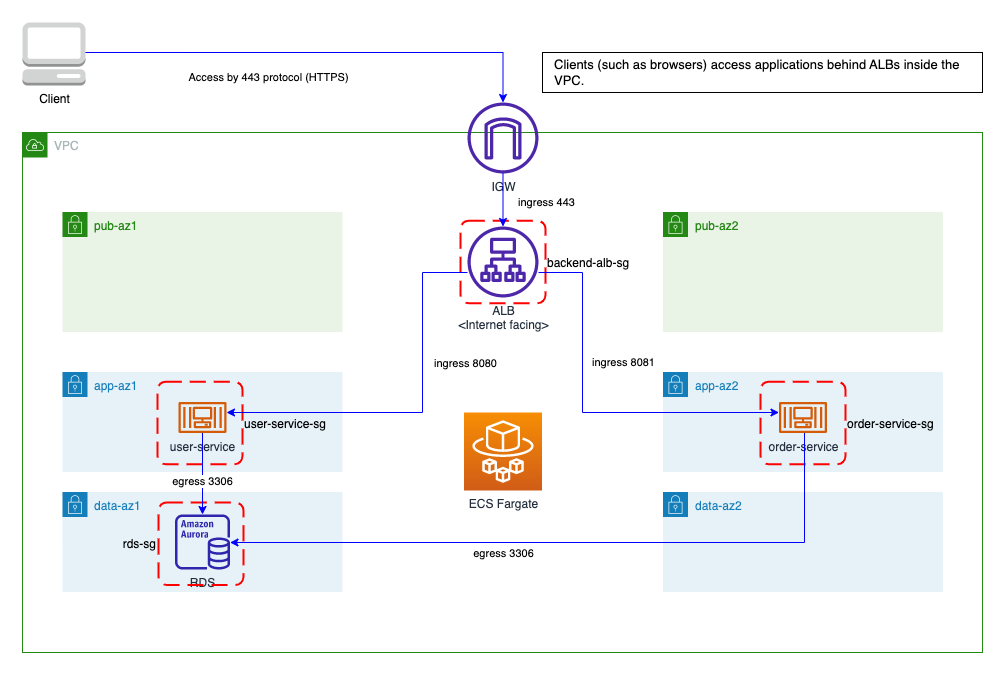 Access by 443 protocol (HTTPS)
Clients (such as browsers) access applications behind ALBs inside the
VPC.
Client
VPC
IGW
ingress 443
pub-az1
pub-az2
backend-alb-sg
ALB
<Internet facing>
ingress 8080
ingress 8081
app-az1
app-az2
user-service-sg
order-service-sg
user-service
order-service
egress 3306
ECS Fargate
data-az1
data-az2
Amazon
Aurora
rds-sg
egress 3306
RDS